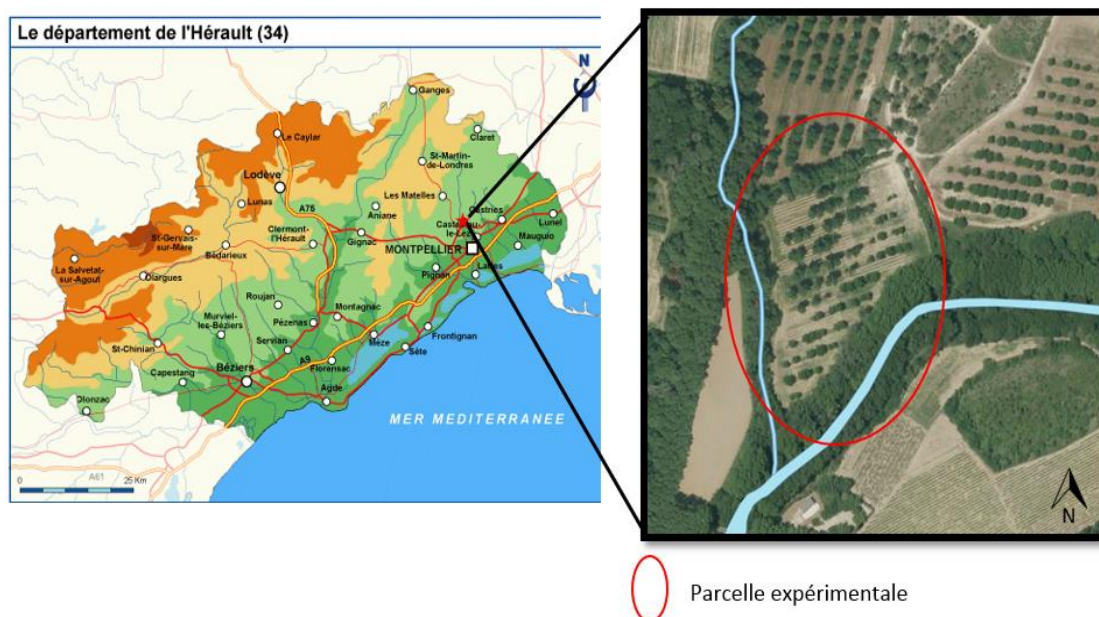 Le département de l'Hérault (34)
N
Ganges
Claret
Le Caylar
St-Martin-
de-Londres
Lodève
Les Matelles
Lunas
A75
Aniane
Castries
Lunel
Castelnau-
le-Lez
St-Gervais-
sur-Mare
Clermont-
l'Hérault
Gignac
Mauguio
MONTPELLIER
Bédarieux
La Salvetat-
sur-Agout
Olargues
Pignan
Lattes
Roujan
Montagnac
Murviel-
les-Béziers
Pézenas
Frontignan
Mèze
St-Chinian
Servian
Sète
A9
Florensac
Capestang
Béziers
Agde
Olonzac
MER MEDITERRANEE
A61
0 25 Km
N
Parcelle expérimentale